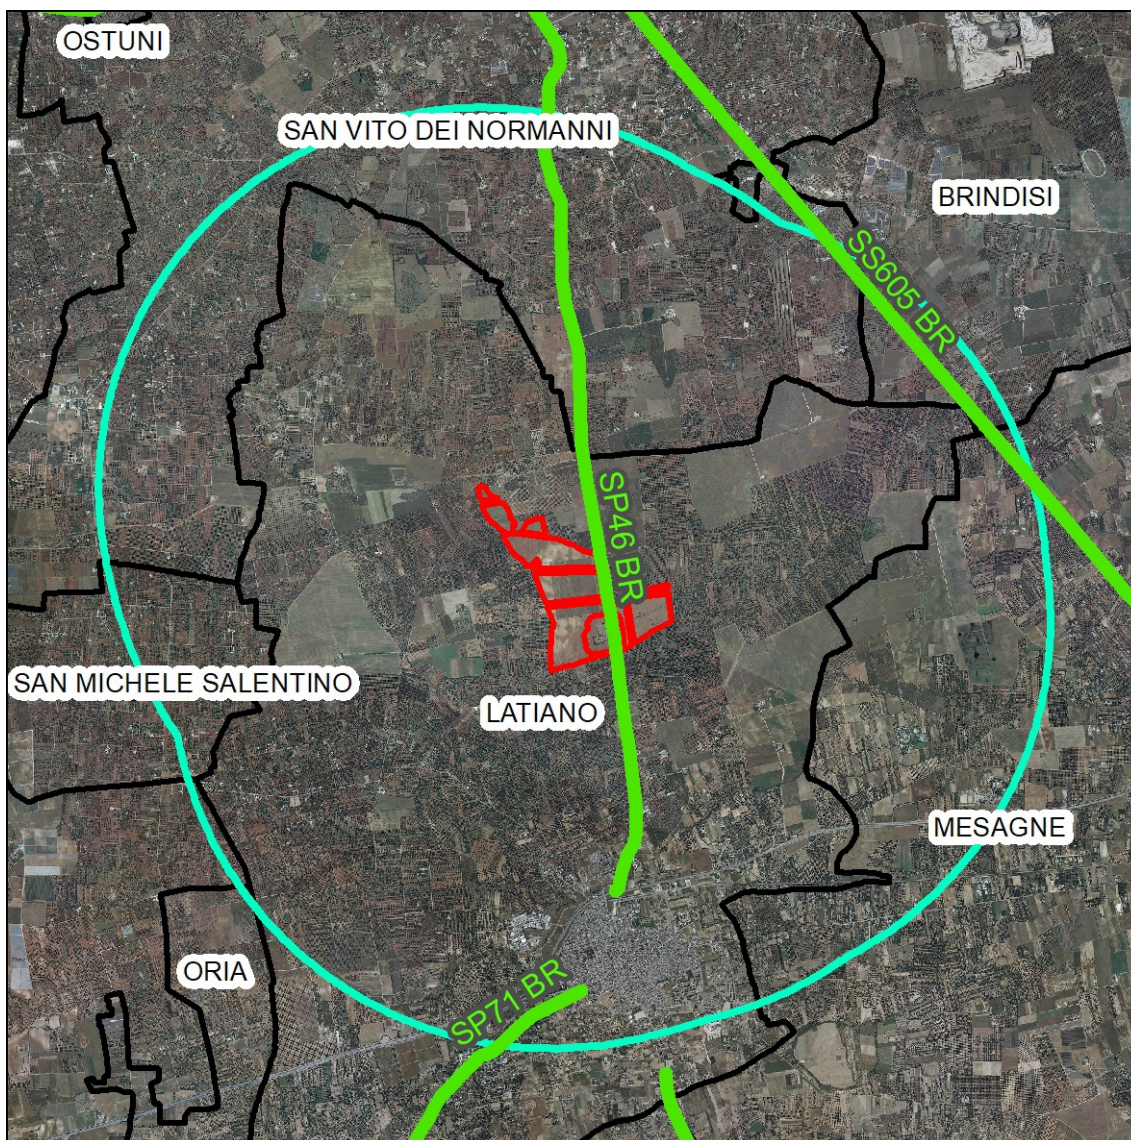 OSTUNI
SAN VITO DEI NORMANNI
BRINDISI
SS605 BR
SP46 BR
SAN MICHELE SALENTINO
LATIANO
MESAGNE
ORIA
SP71 BR